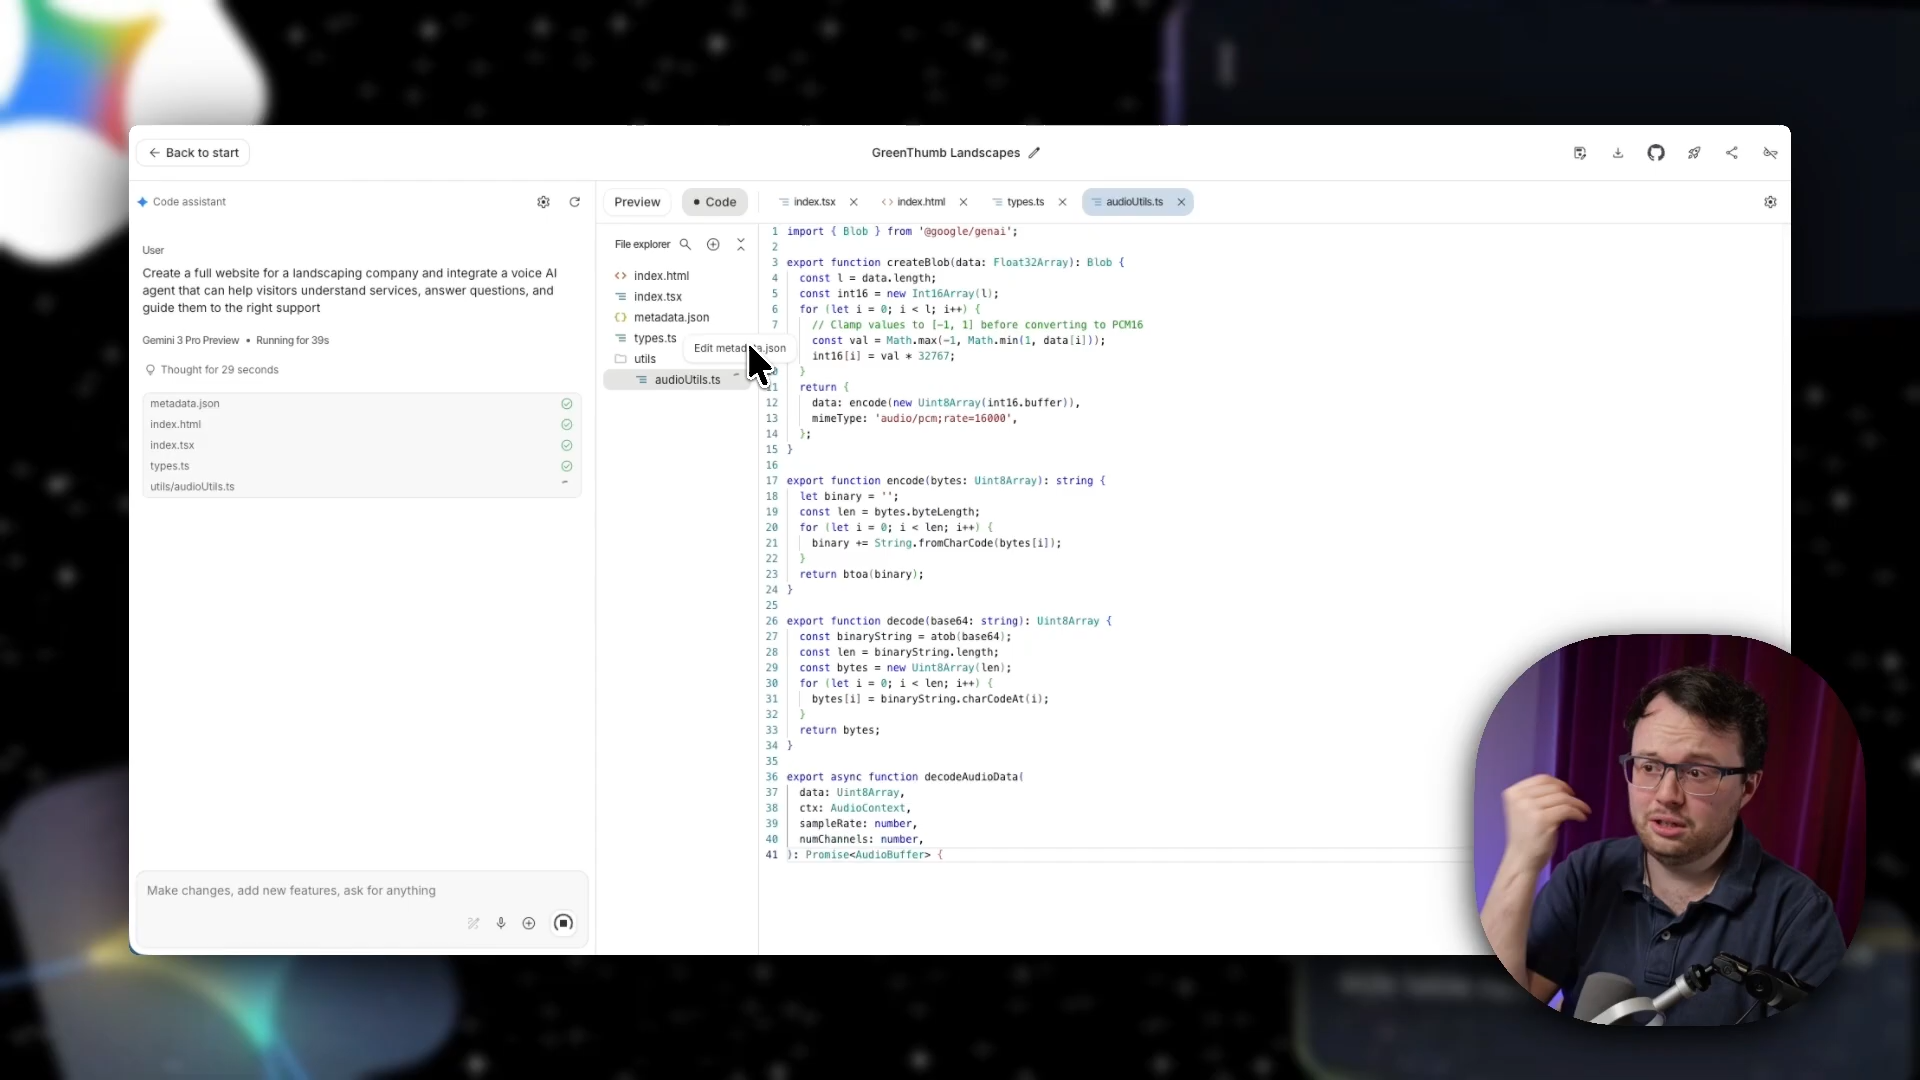 Back to start
GreenThumb Landscapes
Code assistant
User
Create a full website for a landscaping company and integrate a voice AI
agent that can help visitors understand services, answer questions, and
guide them to the right support
Gemini 3 Pro Preview • Running for 39s
Thought for 29 seconds
metadata.json
index.html
index.tsx
types.ts
utils/audioUtils.ts
Make changes, add new features, ask for anything
Preview
Code
index.tsx
index.html
types.ts
audioUtils.ts
File explorer
index.html
index.tsx
metadata.json
types.ts
Edit metadata.json
utils
audioUtils.ts
1 import { Blob } from '@google/genai';
2
3 export function createBlob(data: Float32Array): Blob {
4 const l = data.length;
5 const int16 = new Int16Array(l);
6 for (let i = 0; i < l; i++) {
7 // Clamp values to [-1, 1] before converting to PCM16
const val = Math.max(-1, Math.min(1, data[i]));
int16[i] = val * 32767;
}
11 return {
12 data: encode(new Uint8Array(int16.buffer)),
13 mimeType: 'audio/pcm;rate=16000',
14 };
15 }
16
17 export function encode(bytes: Uint8Array): string {
18 let binary = '';
19 const len = bytes.byteLength;
20 for (let i = 0; i < len; i++) {
21 binary += String.fromCharCode(bytes[i]);
22 }
23 return btoa(binary);
24 }
25
26 export function decode(base64: string): Uint8Array {
27 const binaryString = atob(base64);
28 const len = binaryString.length;
29 const bytes = new Uint8Array(len);
30 for (let i = 0; i < len; i++) {
31 bytes[i] = binaryString.charCodeAt(i);
32 }
33 return bytes;
34 }
35
36 export async function decodeAudioData(
37 data: Uint8Array,
38 ctx: AudioContext,
39 sampleRate: number,
40 numChannels: number,
41 ): Promise<AudioBuffer> {